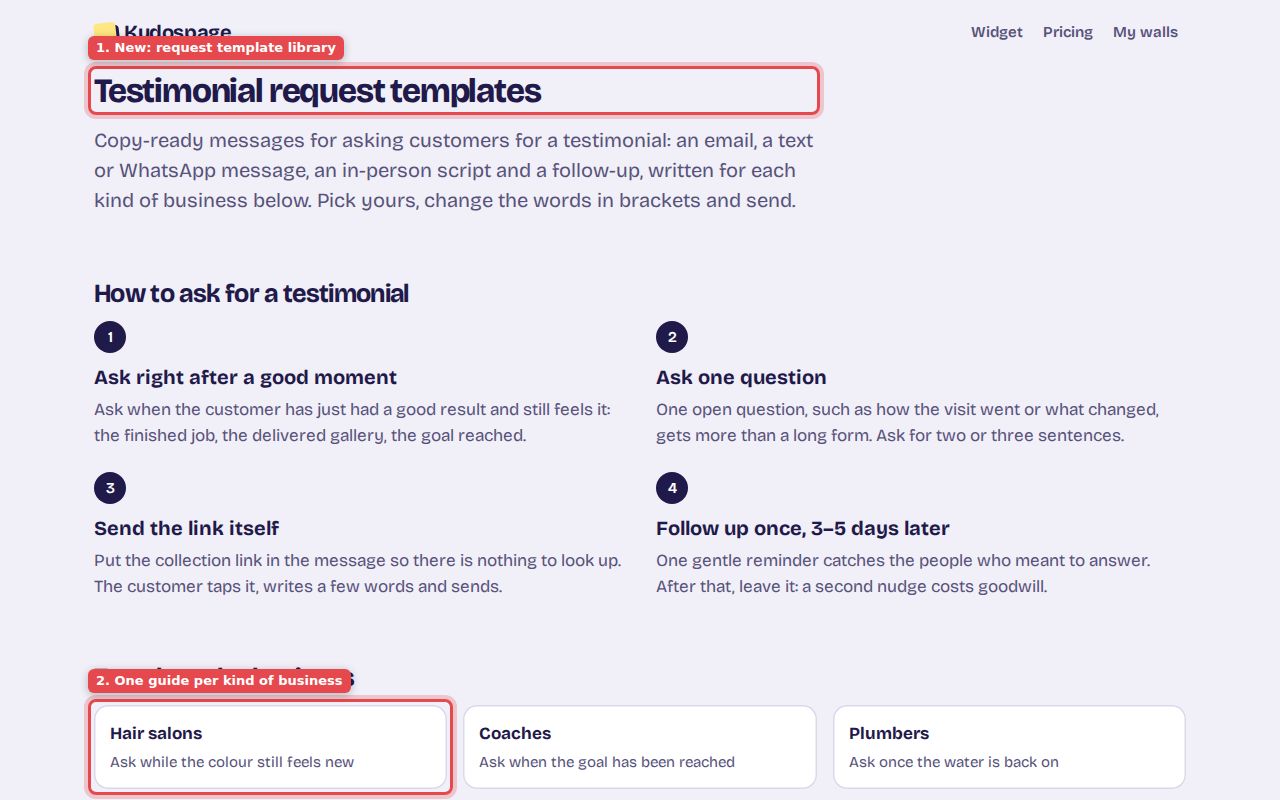 Kudospage
Widget Pricing My walls
1. New: request template library
Testimonial request templates
Copy-ready messages for asking customers for a testimonial: an email, a text
or WhatsApp message, an in-person script and a follow-up, written for each
kind of business below. Pick yours, change the words in brackets and send.
How to ask for a testimonial
1
Ask right after a good moment
Ask when the customer has just had a good result and still feels it:
the finished job, the delivered gallery, the goal reached.
2
Ask one question
One open question, such as how the visit went or what changed,
gets more than a long form. Ask for two or three sentences.
3
Send the link itself
Put the collection link in the message so there is nothing to look up.
The customer taps it, writes a few words and sends.
4
Follow up once, 3–5 days later
One gentle reminder catches the people who meant to answer.
After that, leave it: a second nudge costs goodwill.
2. One guide per kind of business
Hair salons
Ask while the colour still feels new
Coaches
Ask when the goal has been reached
Plumbers
Ask once the water is back on